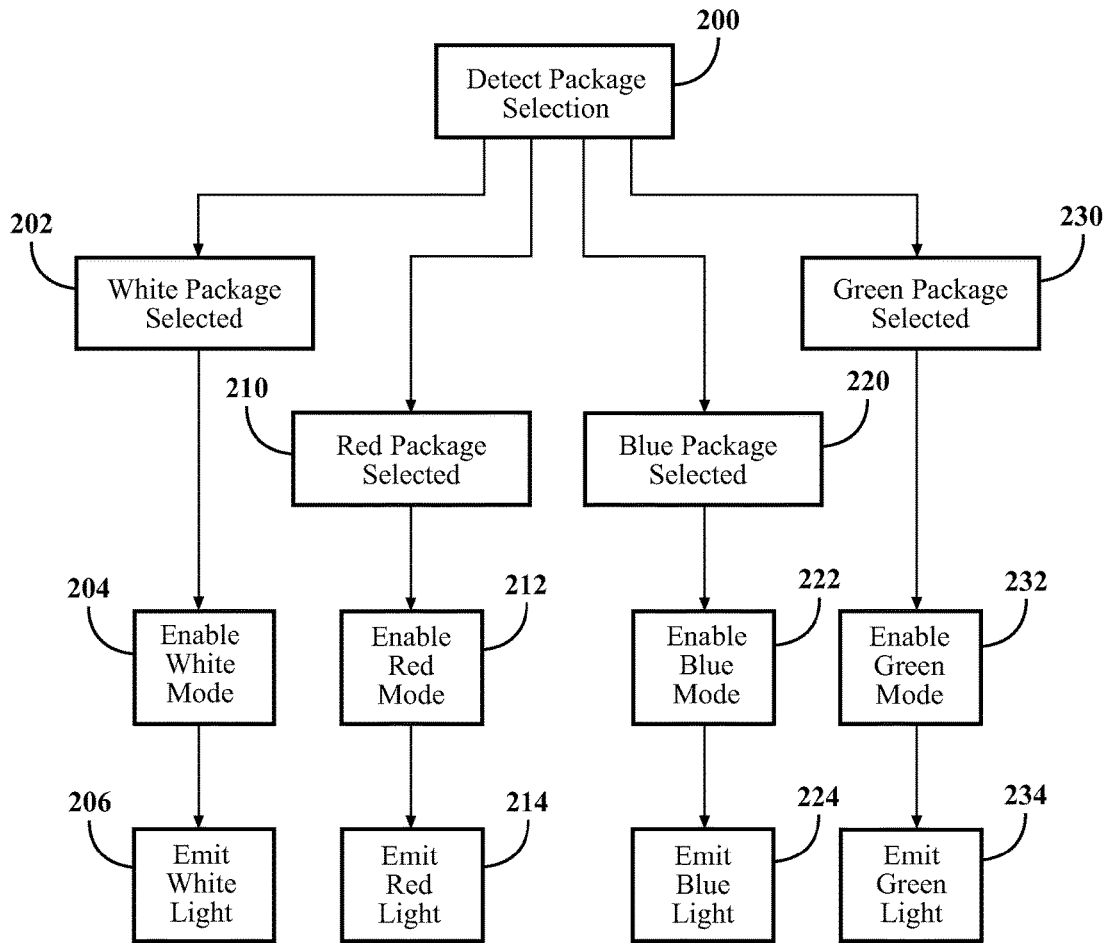 200
Detect Package
Selection
202
230
White Package
Selected
Green Package
Selected
210
220
Red Package
Selected
Blue Package
Selected
204
212
222
232
Enable
White
Mode
Enable
Red
Mode
Enable
Blue
Mode
Enable
Green
Mode
206
214
224
234
Emit
White
Light
Emit
Red
Light
Emit
Blue
Light
Emit
Green
Light